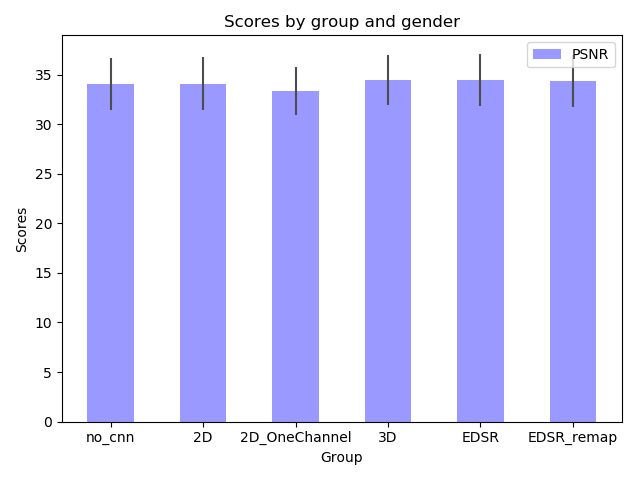 Scores by group and gender
PSNR
Scores
35
30
25
20
15
10
5
0
no_cnn 2D 2D_OneChannel 3D EDSR EDSR_remap
Group